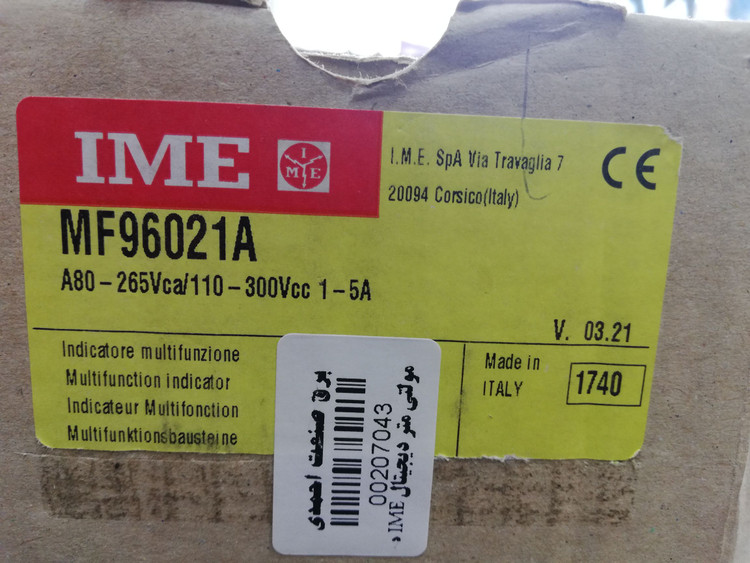 IME
I
M E
I.M.E. SpA Via Travaglia 7
20094 Corsico(Italy)
CE
MF96021A
A80-265Vca/110-300Vcc 1-5A
V. 03.21
Indicatore multifunzione
Multifunction indicator
Indicateur Multifonction
Multifunktionsbausteine
Made in
ITALY
1740
برق صنعت احمدی
00207043
مولتی متر دیجیتال IME د